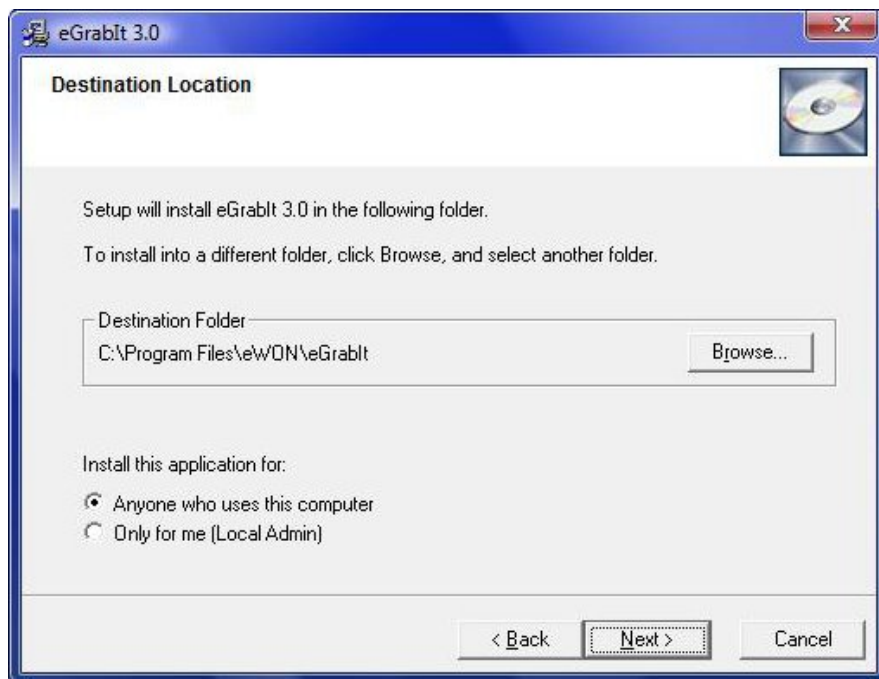 eGrabIt 3.0
Destination Location
Setup will install eGrabIt 3.0 in the following folder.
To install into a different folder, click Browse, and select another folder.
Destination Folder
C:\Program Files\eWON\eGrabIt
Browse...
Install this application for:
Anyone who uses this computer
Only for me (Local Admin)
< Back Next > Cancel